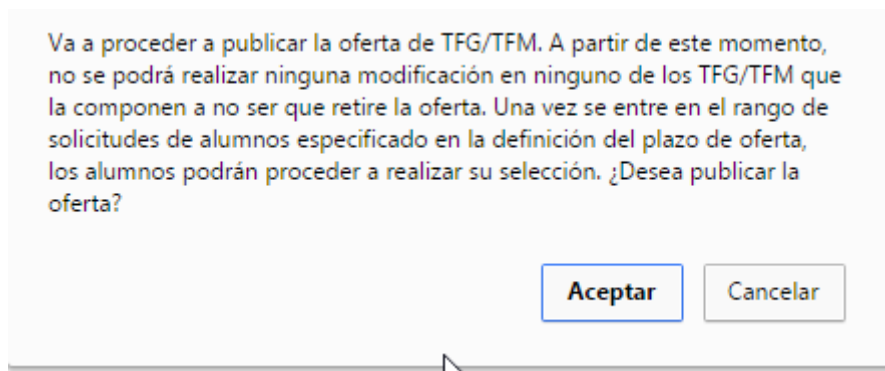 Va a proceder a publicar la oferta de TFG/TFM. A partir de este momento,
no se podrá realizar ninguna modificación en ninguno de los TFG/TFM que
la componen a no ser que retire la oferta. Una vez se entre en el rango de
solicitudes de alumnos especificado en la definición del plazo de oferta,
los alumnos podrán proceder a realizar su selección. ¿Desea publicar la
oferta?
Aceptar Cancelar